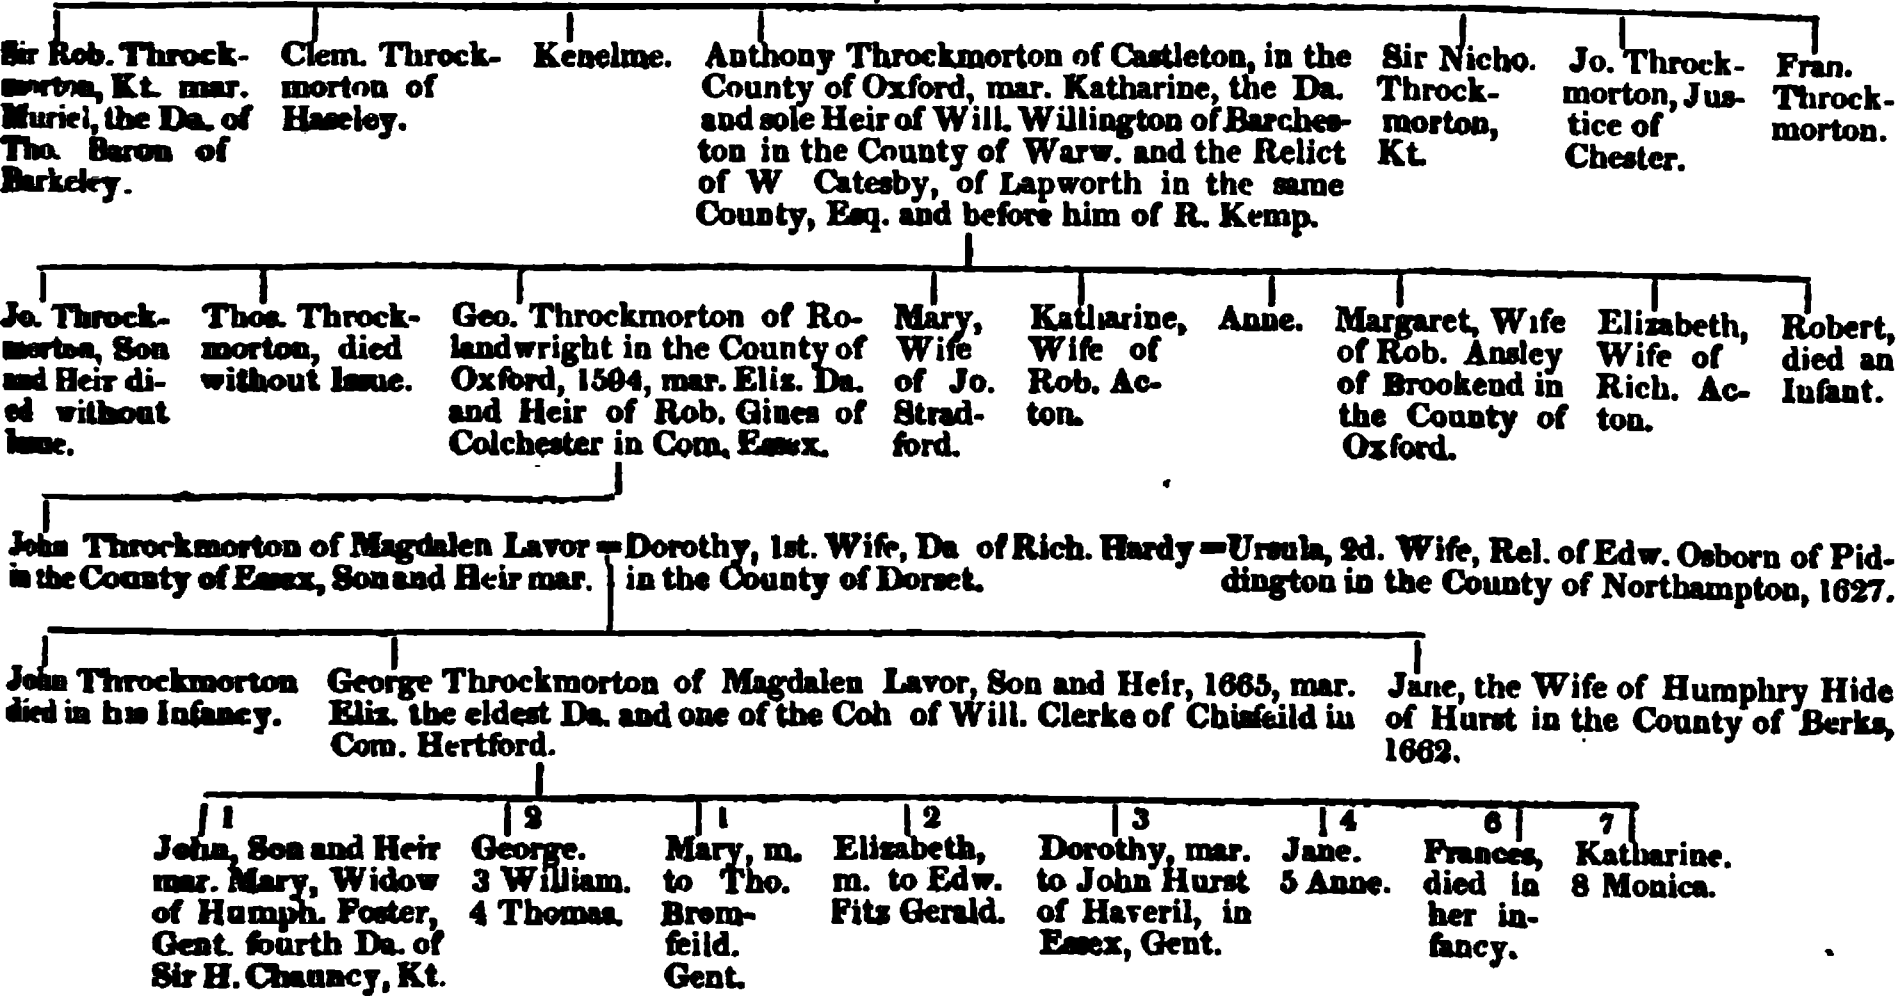 Sir Rob. Throck-
morton, Kt. mar.
Muriel, the Da. of
Tho. Baron of
Barkeley.
Clem. Throck-
morton of
Haseley.
Kenelme.
Anthony Throckmorton of Castleton, in the
County of Oxford, mar. Katharine, the Da.
and sole Heir of Will. Willington of Barches-
ton in the County of Warw. and the Relict
of W Catesby, of Lapworth in the same
County, Esq. and before him of R. Kemp.
Sir Nicho.
Throck-
morton,
Kt.
Jo. Throck-
morton, Jus-
tice of
Chester.
Fran.
Throck-
morton.
Jo. Throck-
morton, Son
and Heir di-
ed without
Issue.
Thos. Throck-
morton, died
without Issue.
Geo. Throckmorton of Ro-
landwright in the County of
Oxford, 1594, mar. Eliz. Da.
and Heir of Rob. Gines of
Colchester in Com. Essex.
Mary,
Wife
of Jo.
Strad-
ford.
Katharine,
Wife of
Rob. Ac-
ton.
Anne.
Margaret, Wife
of Rob. Ansley
of Brookend in
the County of
Oxford.
Elizabeth,
Wife of
Rich. Ac-
ton.
Robert,
died an
Infant.
John Throckmorton of Magdalen Lavor = Dorothy, 1st. Wife, Da of Rich. Hardy = Ursula, 2d. Wife, Rel. of Edw. Osborn of Pid-
in the County of Essex, Son and Heir mar. in the County of Dorset. dington in the County of Northampton, 1627.
John Throckmorton
died in his Infancy.
George Throckmorton of Magdalen Lavor, Son and Heir, 1665, mar.
Eliz. the eldest Da. and one of the Coh of Will. Clerke of Chisfeild in
Com. Hertford.
Jane, the Wife of Humphry Hide
of Hurst in the County of Berks,
1662.
1
John, Son and Heir
mar. Mary, Widow
of Humph. Foster,
Gent. fourth Da. of
Sir H. Chauncy, Kt.
2
George.
3 William.
4 Thomas.
1
Mary, m.
to Tho.
Brom-
feild.
Gent.
2
Elizabeth,
m. to Edw.
Fitz Gerald.
3
Dorothy, mar.
to John Hurst
of Haveril, in
Essex, Gent.
4
Jane.
5 Anne.
6
Frances,
died in
her in-
fancy.
7
Katharine.
8 Monica.